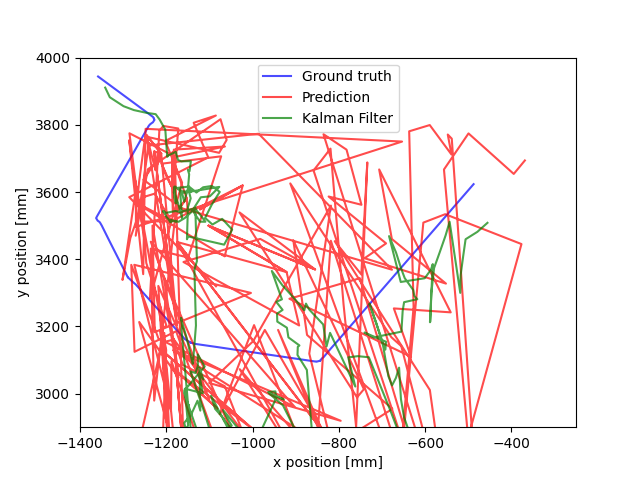 4000
3800
3600
3400
3200
3000
y position [mm]
−1400
−1200
−1000
−800
−600
−400
x position [mm]
Ground truth
Prediction
Kalman Filter